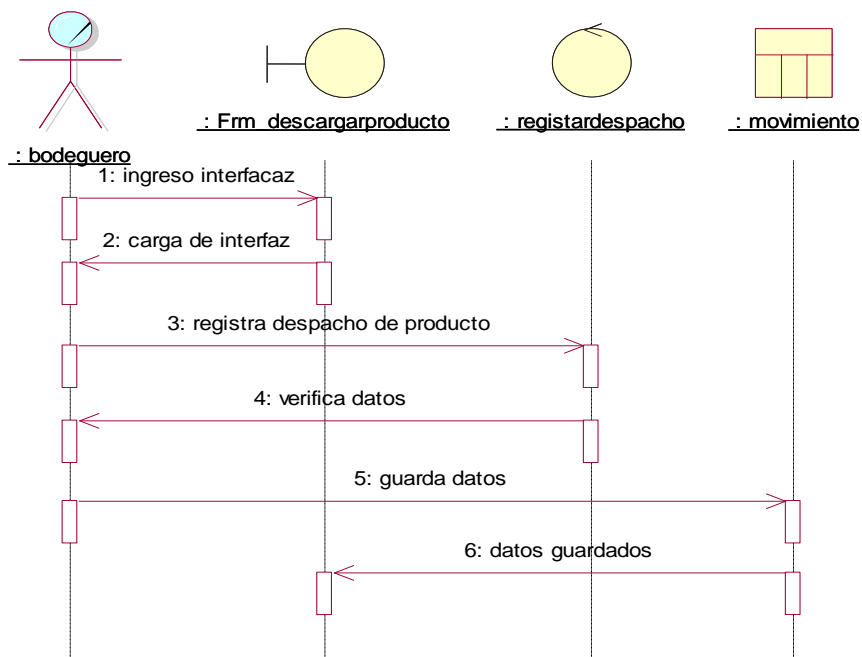 : Frm_descargarproducto
: registardespacho
: movimiento
: bodeguero
1: ingreso interfacaz
2: carga de interfaz
3: registra despacho de producto
4: verifica datos
5: guarda datos
6: datos guardados